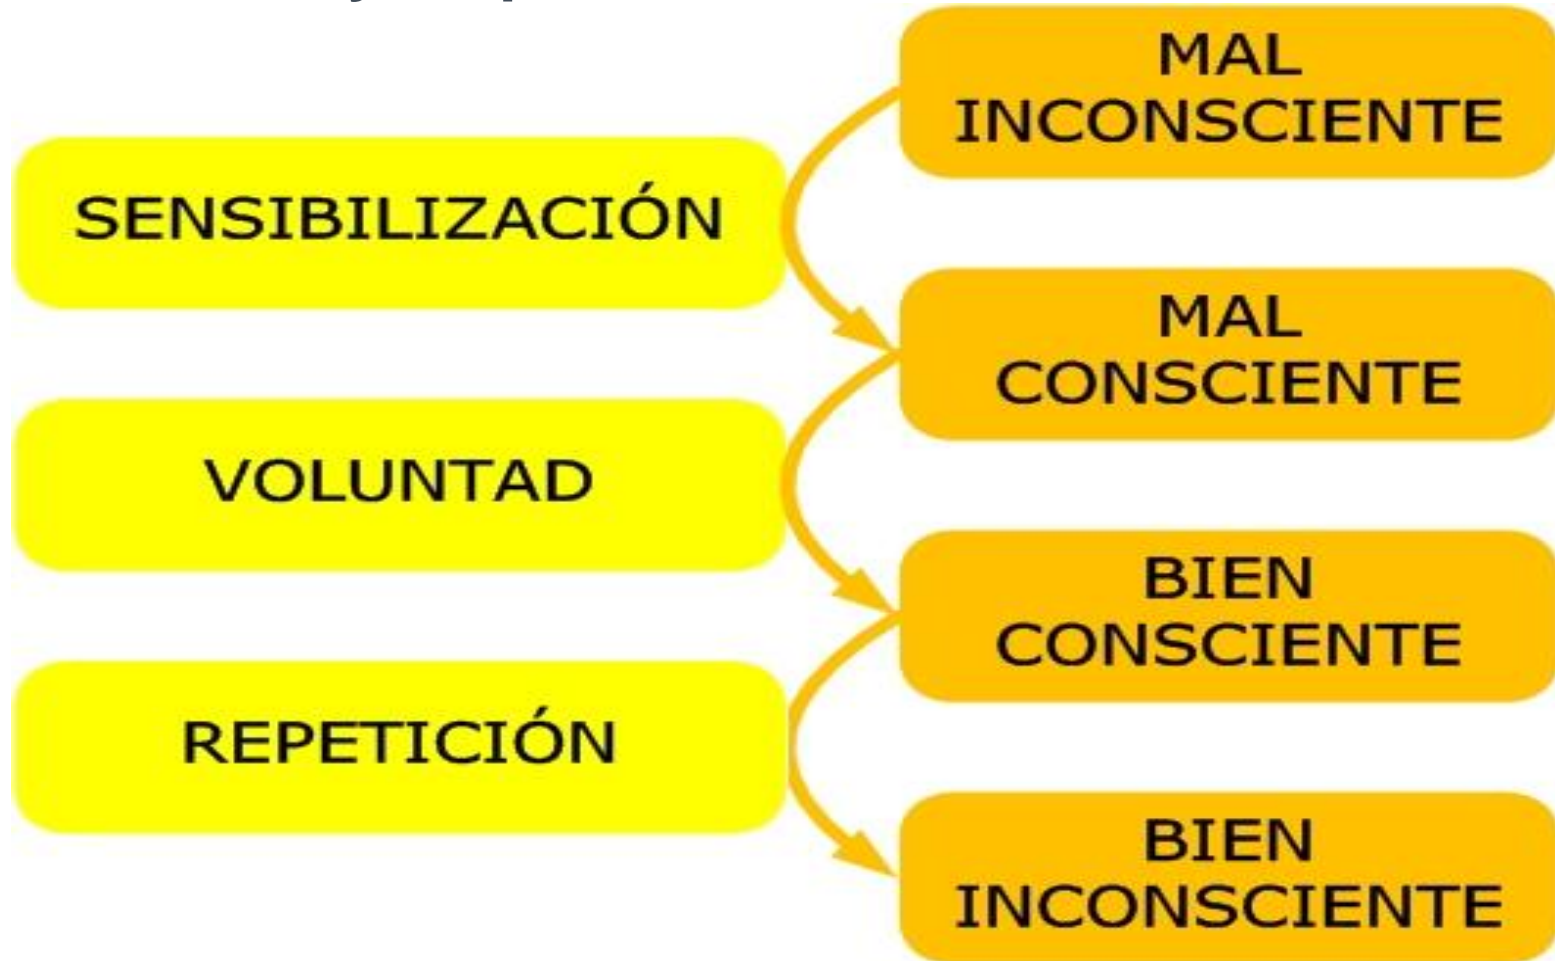 MAL
INCONSCIENTE
SENSIBILIZACIÓN
MAL
CONSCIENTE
VOLUNTAD
BIEN
CONSCIENTE
REPETICIÓN
BIEN
INCONSCIENTE